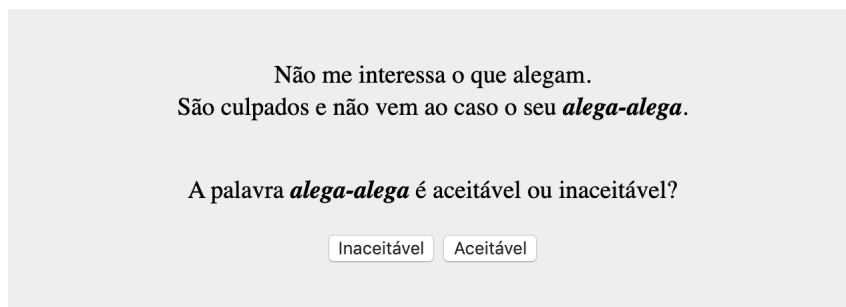 Não me interessa o que alegam.
São culpados e não vem ao caso o seu alega-alega.
A palavra alega-alega é aceitável ou inaceitável?
Inaceitável Aceitável